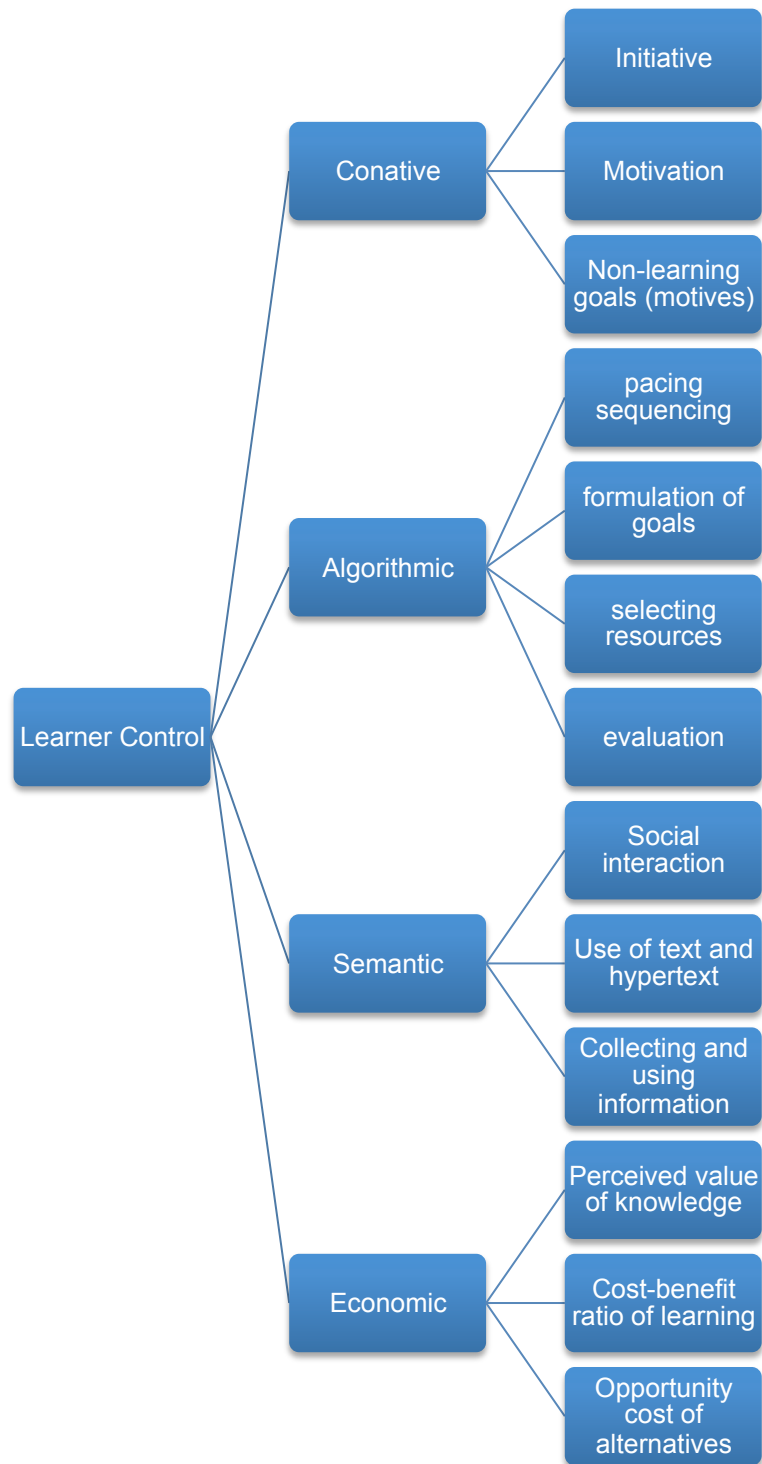 Initiative
Conative
Motivation
Non-learning
goals (motives)
pacing
sequencing
formulation of
goals
Algorithmic
selecting
resources
Learner Control
evaluation
Social
interaction
Semantic
Use of text and
hypertext
Collecting and
using
information
Perceived value
of knowledge
Economic
Cost-benefit
ratio of learning
Opportunity
cost of
alternatives